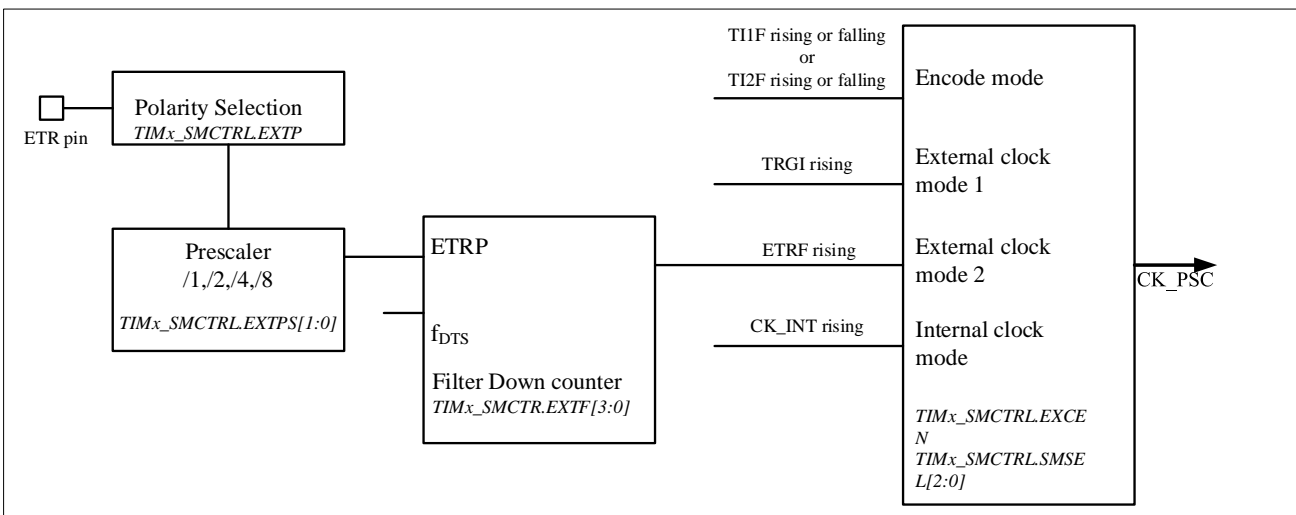 ETR pin
Polarity Selection
TIMx_SMCTRL.EXTP
Prescaler
/1,/2,/4,/8
TIMx_SMCTRL.EXTPS[1:0]
ETRP
fDTS
Filter Down counter
TIMx_SMCTR.EXTF[3:0]
TI1F rising or falling
or
TI2F rising or falling
TRGI rising
ETRF rising
CK_INT rising
Encode mode
External clock
mode 1
External clock
mode 2
Internal clock
mode
TIMx_SMCTRL.EXCE
N
TIMx_SMCTRL.SMSE
L[2:0]
CK_PSC